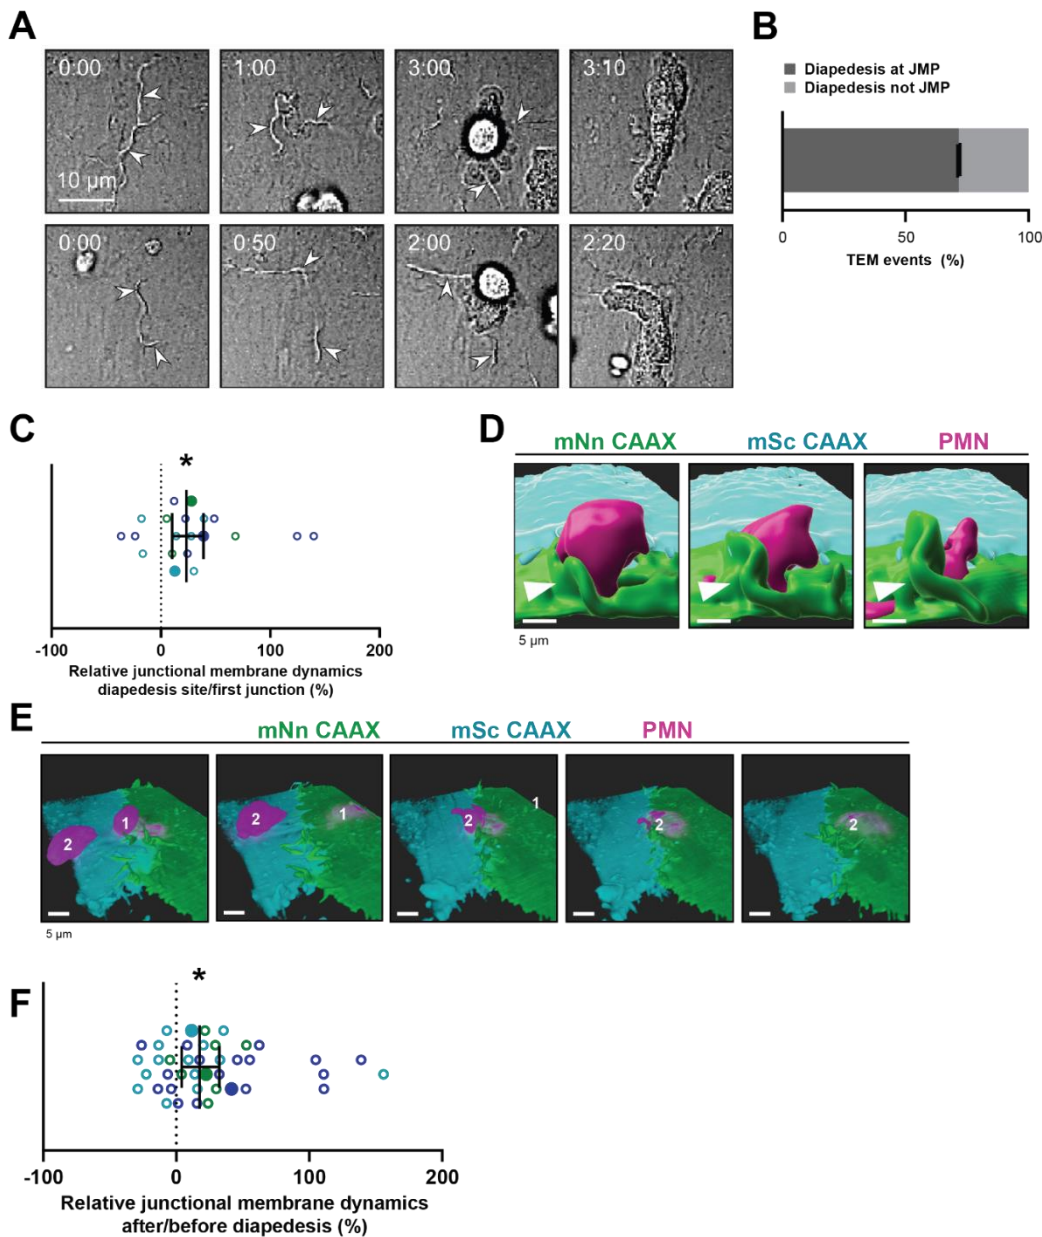 A
0:00
1:00
3:00
3:10
10 µm
0:00
0:50
2:00
2:20
B
Diapedesis at JMP
Diapedesis not JMP
0
50
100
TEM events (%)
C
*
-100
0
100
200
Relative junctional membrane dynamics
diapedesis site/first junction (%)
D
mNn CAAX
mSc CAAX
PMN
5 µm
E
mNn CAAX
mSc CAAX
PMN
2
1
2
1
2
1
2
2
5 µm
F
*
-100
0
100
200
Relative junctional membrane dynamics
after/before diapedesis (%)